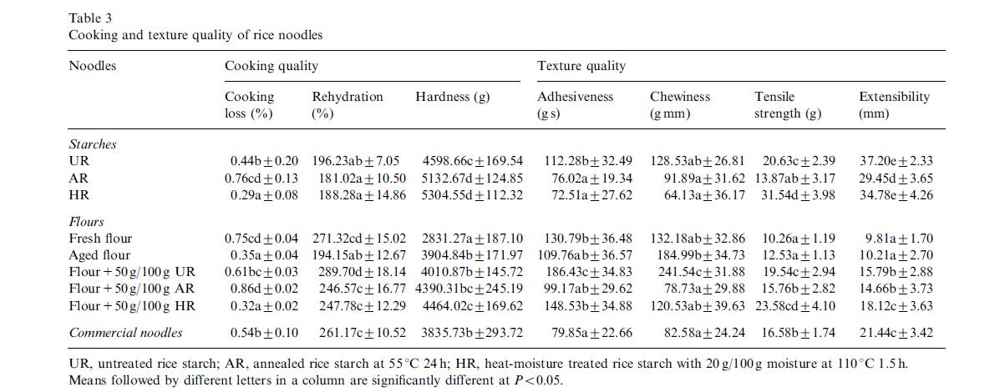 Table 3
Cooking and texture quality of rice noodles
Noodles Cooking quality Texture quality
Cooking loss (%) Rehydration (%) Hardness (g) Adhesiveness (g s) Chewiness (g mm) Tensile strength (g) Extensibility (mm)
Starches
UR 0.44b±0.20 196.23ab±7.05 4598.66c±169.54 112.28b±32.49 128.53ab±26.81 20.63c±2.39 37.20e±2.33
AR 0.76cd±0.13 181.02a±10.50 5132.67d±124.85 76.02a±19.34 91.89a±31.62 13.87ab±3.17 29.45d±3.65
HR 0.29a±0.08 188.28a±14.86 5304.55d±112.32 72.51a±27.62 64.13a±36.17 31.54d±3.98 34.78e±4.26
Flours
Fresh flour 0.75cd±0.04 271.32cd±15.02 2831.27a±187.10 130.79b±36.48 132.18ab±32.86 10.26a±1.19 9.81a±1.70
Aged flour 0.35a±0.04 194.15ab±12.67 3904.84b±171.97 109.76ab±36.57 184.99b±34.73 12.53a±1.13 10.21a±2.70
Flour+50 g/100 g UR 0.61bc±0.03 289.70d±18.14 4010.87b±145.72 186.43c±34.83 241.54c±31.88 19.54c±2.94 15.79b±2.88
Flour+50 g/100 g AR 0.86d±0.02 246.57c±16.77 4390.31bc±245.19 99.17ab±29.62 78.73a±29.88 15.76b±2.82 14.66b±3.73
Flour+50 g/100 g HR 0.32a±0.02 247.78c±12.29 4464.02c±169.62 148.53b±34.88 120.53ab±39.63 23.58cd±4.10 18.12c±3.63
Commercial noodles 0.54b±0.10 261.17c±10.52 3835.73b±293.72 79.85a±22.66 82.58a±24.24 16.58b±1.74 21.44c±3.42
UR, untreated rice starch; AR, annealed rice starch at 55 °C 24 h; HR, heat-moisture treated rice starch with 20 g/100 g moisture at 110 °C 1.5 h.
Means followed by different letters in a column are significantly different at P<0.05.